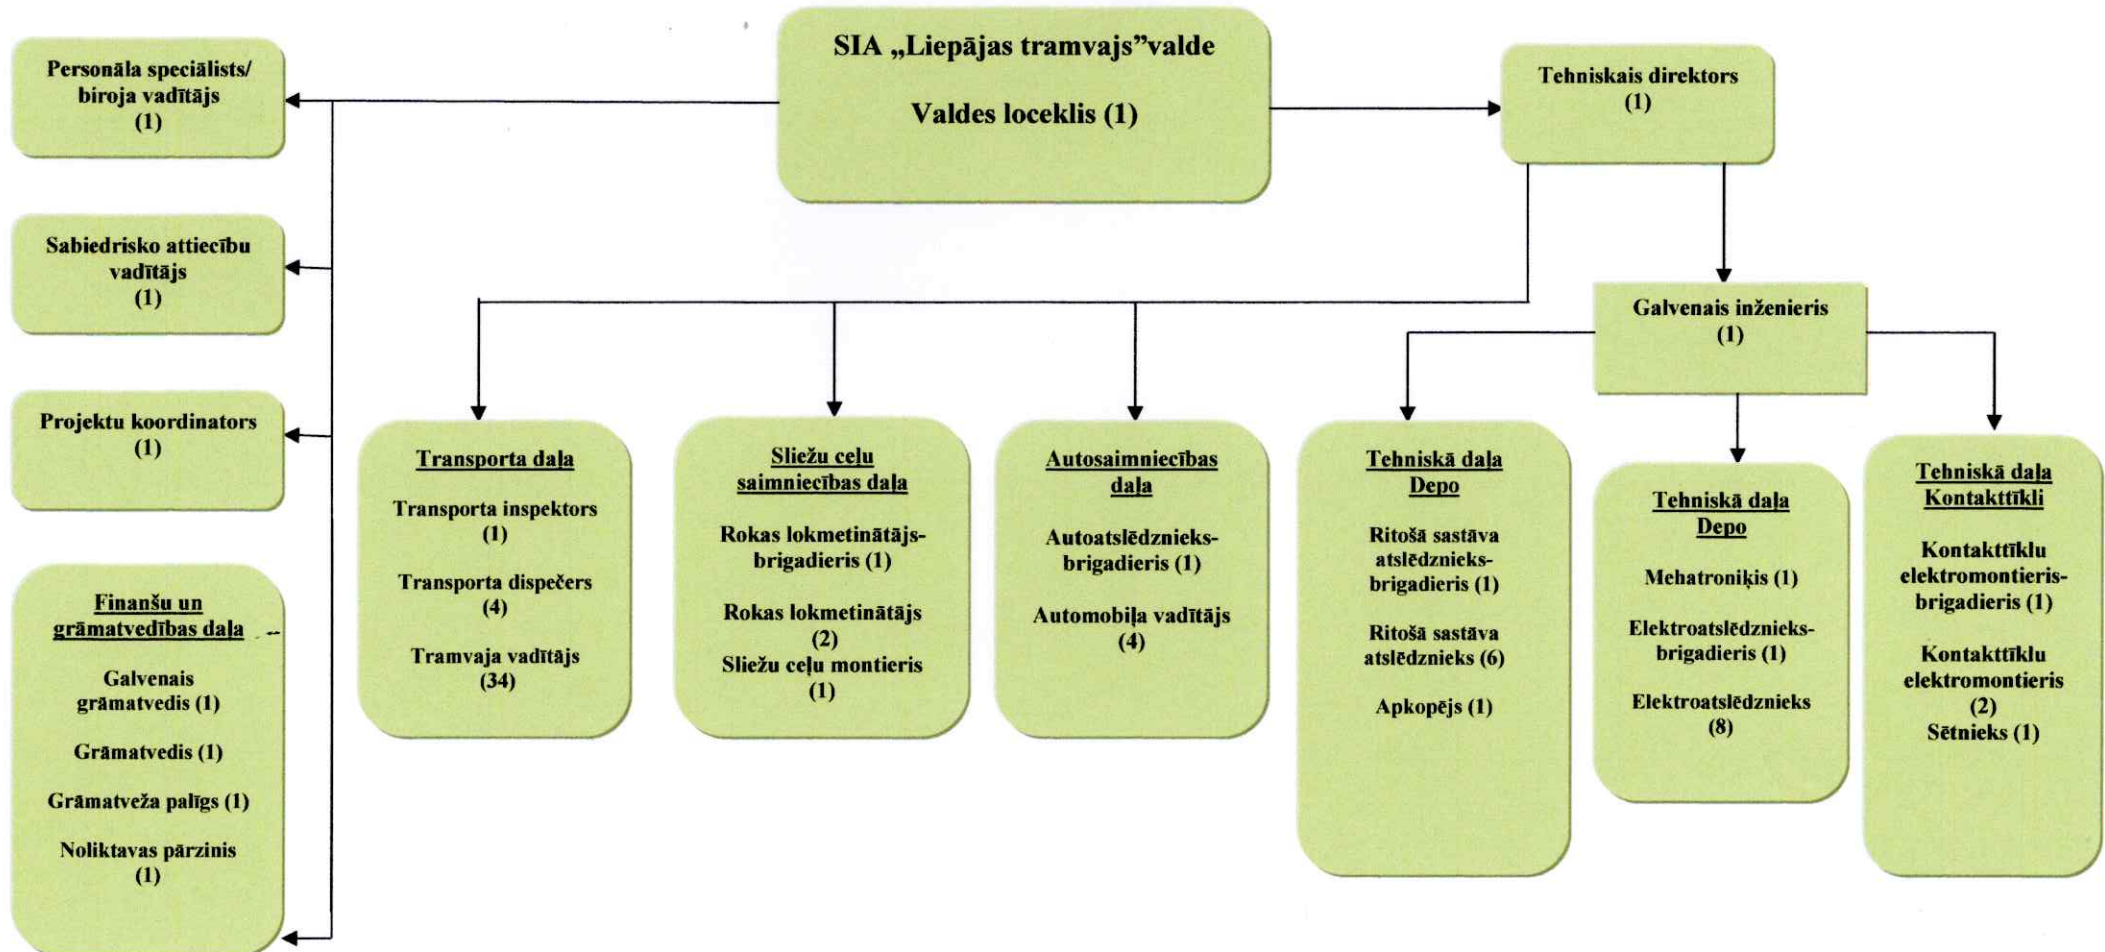 SIA „Liepājas tramvajs”valde
Valdes loceklis (1)
Personāla speciālists/
biroja vadītājs
(1)
Sabiedrisko attiecību
vadītājs
(1)
Projektu koordinators
(1)
Finanšu un
grāmatvedības daļa
Galvenais
grāmatvedis (1)
Grāmatvedis (1)
Grāmatveža palīgs (1)
Noliktavas pārzinis
(1)
Tehniskais direktors
(1)
Galvenais inženieris
(1)
Transporta daļa
Transporta inspektors
(1)
Transporta dispečers
(4)
Tramvaja vadītājs
(34)
Sliežu ceļu
saimniecības daļa
Rokas lokmetinātājs-
brigadieris (1)
Rokas lokmetinātājs
(2)
Sliežu ceļu montieris
(1)
Autosaimniecības
daļa
Autoatslēdznieks-
brigadieris (1)
Automobiļa vadītājs
(4)
Tehniskā daļa
Depo
Ritošā sastāva
atslēdznieks-
brigadieris (1)
Ritošā sastāva
atslēdznieks (6)
Apkopējs (1)
Tehniskā daļa
Depo
Mehatroniķis (1)
Elektroatslēdznieks-
brigadieris (1)
Elektroatslēdznieks
(8)
Tehniskā daļa
Kontakttīkli
Kontakttīklu
elektromontieris-
brigadieris (1)
Kontakttīklu
elektromontieris
(2)
Sētnieks (1)